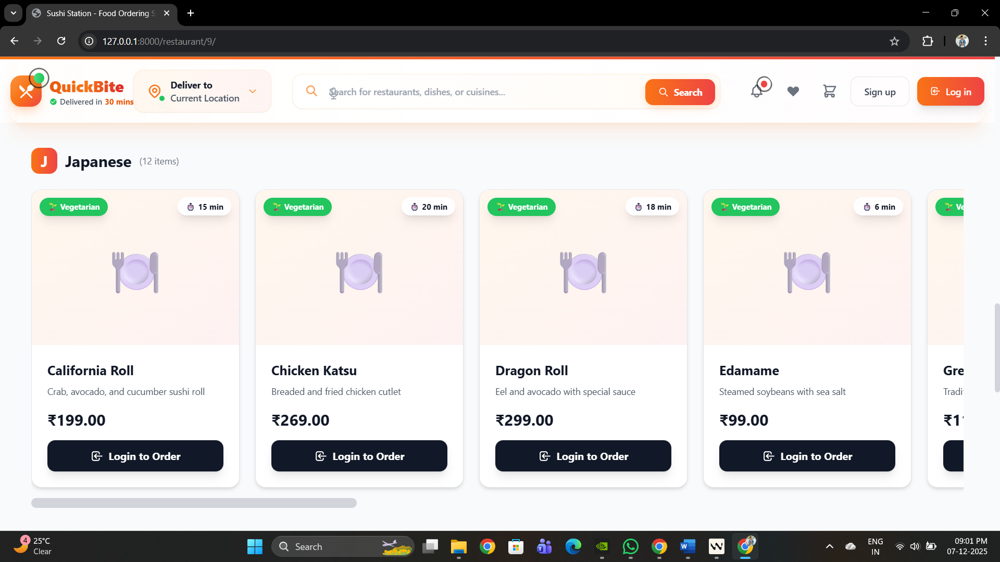 Sushi Station - Food Ordering S
127.0.0.1:8000/restaurant/9/
QuickBite
Delivered in 30 mins
Deliver to
Current Location
Search for restaurants, dishes, or cuisines...
Search
Sign up
Log in
J
Japanese (12 items)
Vegetarian
15 min
California Roll
Crab, avocado, and cucumber sushi roll
₹199.00
Login to Order
Vegetarian
20 min
Chicken Katsu
Breaded and fried chicken cutlet
₹269.00
Login to Order
Vegetarian
18 min
Dragon Roll
Eel and avocado with special sauce
₹299.00
Login to Order
Vegetarian
6 min
Edamame
Steamed soybeans with sea salt
₹99.00
Login to Order
Ve
Gre
Tradi
₹11
4
25°C
Clear
Search
ENG
IN
09:01 PM
07-12-2025